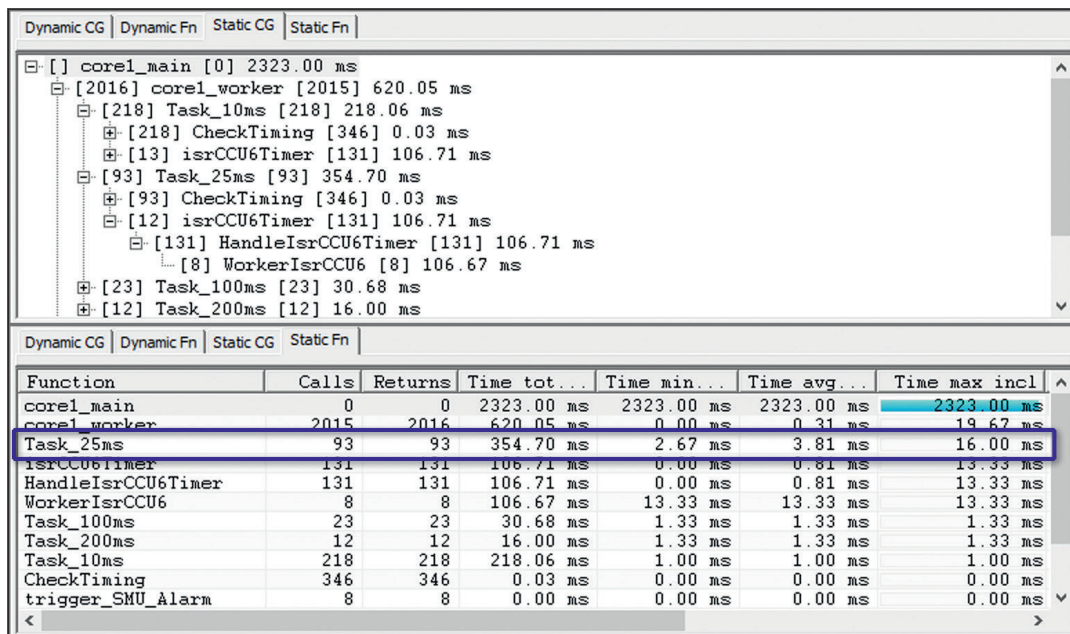 Dynamic CG Dynamic Fn Static CG Static Fn
[] core1_main [0] 2323.00 ms
[2016] core1_worker [2015] 620.05 ms
[218] Task_10ms [218] 218.06 ms
[218] CheckTiming [346] 0.03 ms
[13] isrCCU6Timer [131] 106.71 ms
[93] Task_25ms [93] 354.70 ms
[93] CheckTiming [346] 0.03 ms
[12] isrCCU6Timer [131] 106.71 ms
[131] HandleIsrCCU6Timer [131] 106.71 ms
[8] WorkerIsrCCU6 [8] 106.67 ms
[23] Task_100ms [23] 30.68 ms
[12] Task_200ms [12] 16.00 ms
Dynamic CG Dynamic Fn Static CG Static Fn
Function Calls Returns Time tot... Time min... Time avg... Time max incl
core1_main 0 0 2323.00 ms 2323.00 ms 2323.00 ms 2323.00 ms
core1_worker 2015 2016 620.05 ms 0.00 ms 0.31 ms 19.67 ms
Task_25ms 93 93 354.70 ms 2.67 ms 3.81 ms 16.00 ms
isrCCU6Timer 131 131 106.71 ms 0.00 ms 0.81 ms 13.33 ms
HandleIsrCCU6Timer 131 131 106.71 ms 0.00 ms 0.81 ms 13.33 ms
WorkerIsrCCU6 8 8 106.67 ms 13.33 ms 13.33 ms 13.33 ms
Task_100ms 23 23 30.68 ms 1.33 ms 1.33 ms 1.33 ms
Task_200ms 12 12 16.00 ms 1.33 ms 1.33 ms 1.33 ms
Task_10ms 218 218 218.06 ms 1.00 ms 1.00 ms 1.00 ms
CheckTiming 346 346 0.03 ms 0.00 ms 0.00 ms 0.00 ms
trigger_SMU_Alarm 8 8 0.00 ms 0.00 ms 0.00 ms 0.00 ms